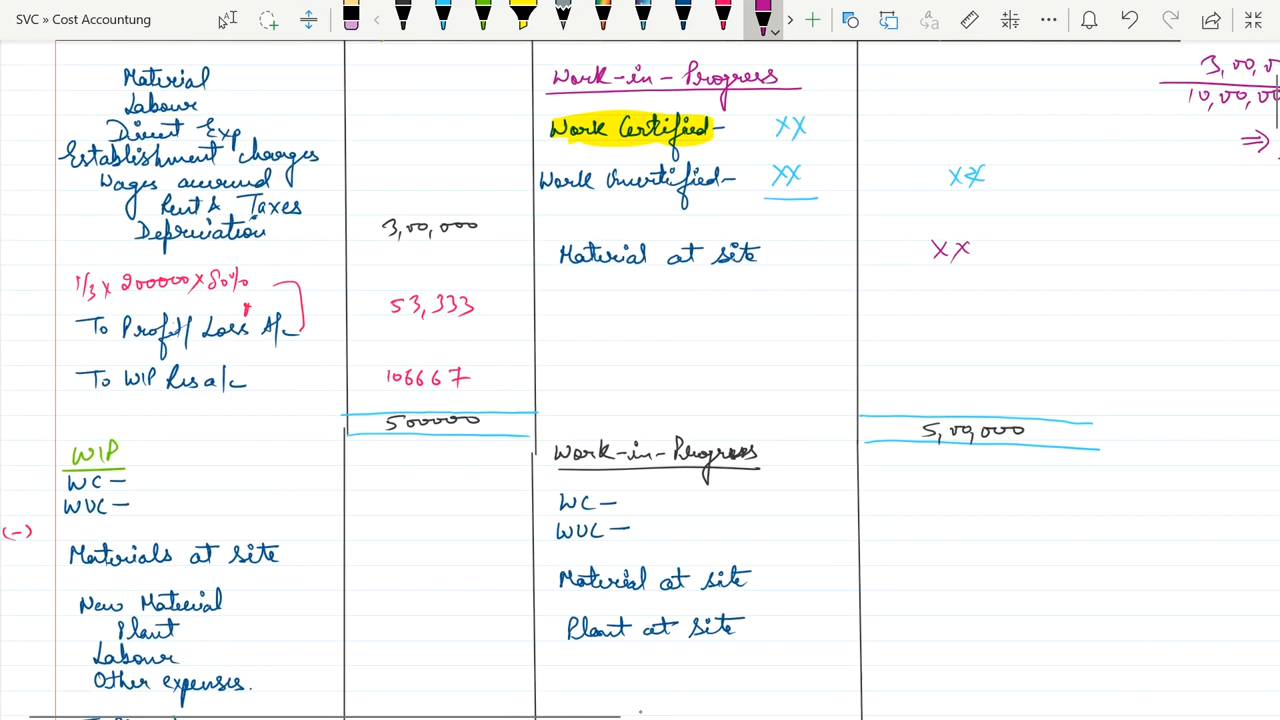 SVC » Cost Accountung
Material
Labour
Direct Exp
Establishment charges
Wages accrued
Rent & Taxes
Depriciation 3,00,000
1/3 x 200000 x 80%
To Profit/ Loss A/c 53,333
To WIP Res a/c 106667
500000
Work-in-Progress
Work Certified- XX
Work Uncertified- XX XX
Material at site XX
5,00,000
3,00,0
10,00,00
⇒
WIP
WC -
WUC -
(-)
Materials at site
New Material
Plant
Labour
Other expenses.
Work-in-Progress
WC -
WUC -
Material at site
Plant at site